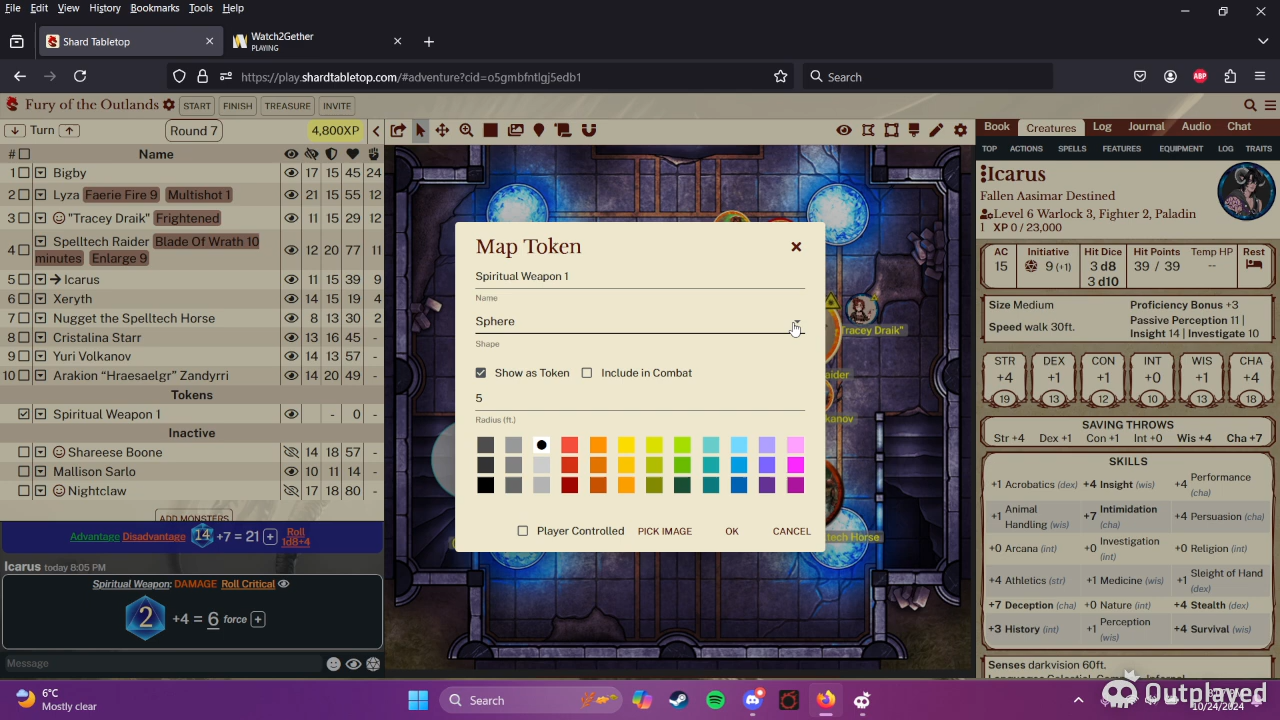 File Edit View History Bookmarks Tools Help
Shard Tabletop
Watch2Gether
PLAYING
https://play.shardtabletop.com/#adventure?cid=o5gmbfntlgj5edb1
Search
ABP
Fury of the Outlands START FINISH TREASURE INVITE
Turn Round 7 4,800XP
# Name
1 Bigby 17 15 45 24
2 Lyza Faerie Fire 9 Multishot 1 21 15 55 12
3 "Tracey Draik" Frightened 11 15 29 12
4 Spelltech Raider Blade Of Wrath 10 minutes Enlarge 9 12 20 77 11
5 Icarus 11 15 39 9
6 Xeryth 14 15 19 4
7 Nugget the Spelltech Horse 8 13 30 2
8 Cristalina Starr 13 16 45 -
9 Yuri Volkanov 14 13 57 -
10 Arakion “Hraesaelgr” Zandyrri 14 20 49 -
Tokens
Spiritual Weapon 1 - 0 -
Inactive
Shareese Boone 14 18 57 -
Mallison Sarlo 10 11 14 -
Nightclaw 17 18 80 -
ADD MONSTERS
Advantage Disadvantage 14 +7 = 21 + Roll 1d8+4
Icarus today 8:05 PM
Spiritual Weapon: DAMAGE Roll Critical
2 +4 = 6 force +
Message
Map Token
Spiritual Weapon 1
Name
Sphere
Shape
Show as Token Include in Combat
5
Radius (ft.)
Player Controlled PICK IMAGE OK CANCEL
Tracey Draik"
aider
kanov
tech Horse
Book Creatures Log Journal Audio Chat
TOP ACTIONS SPELLS FEATURES EQUIPMENT LOG TRAITS
Icarus
Fallen Aasimar Destined
Level 6 Warlock 3, Fighter 2, Paladin
1 XP 0 / 23,000
AC Initiative Hit Dice Hit Points Temp HP Rest
15 9 (+1) 3 d8 39 / 39 --
3 d10
Size Medium
Speed walk 30ft.
Proficiency Bonus +3
Passive Perception 11 |
Insight 14 | Investigate 10
STR DEX CON INT WIS CHA
+4 +1 +1 +0 +1 +4
19 13 12 10 13 18
SAVING THROWS
Str +4 Dex +1 Con +1 Int +0 Wis +4 Cha +7
SKILLS
+1 Acrobatics (dex) +4 Insight (wis) +4 Performance (cha)
+1 Animal Handling (wis) +7 Intimidation (cha) +4 Persuasion (cha)
+0 Arcana (int) +0 Investigation (int) +0 Religion (int)
+4 Athletics (str) +1 Medicine (wis) +1 Sleight of Hand (dex)
+7 Deception (cha) +0 Nature (int) +4 Stealth (dex)
+3 History (int) +1 Perception (wis) +4 Survival (wis)
Senses darkvision 60ft.
Outplayed
6°C
Mostly clear
Search
10/24/2024